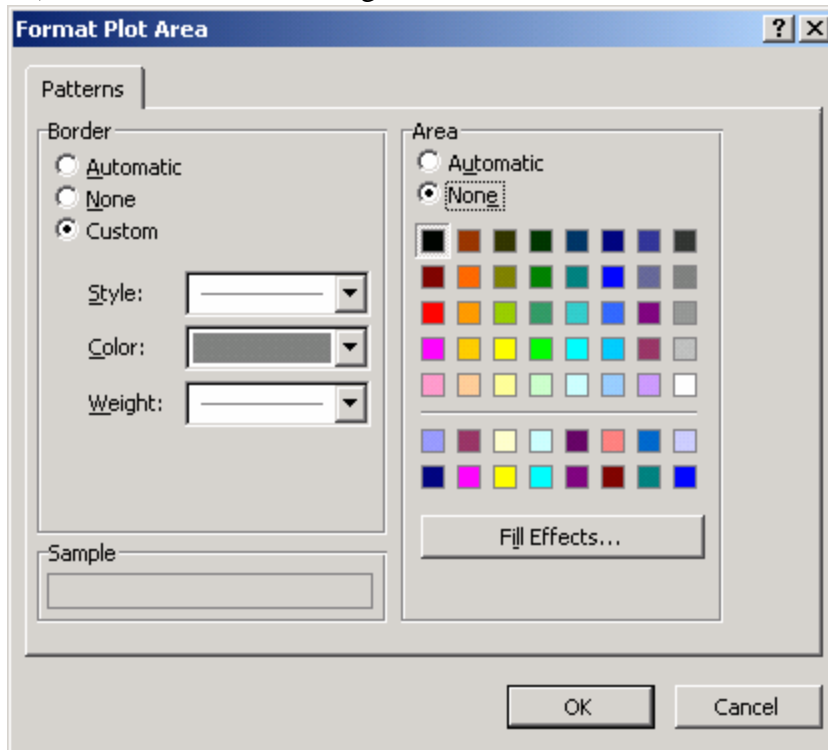 Format Plot Area
Patterns
Border
Automatic
None
Custom
Style:
Color:
Weight:
Sample
Area
Automatic
None
Fill Effects...
OK
Cancel